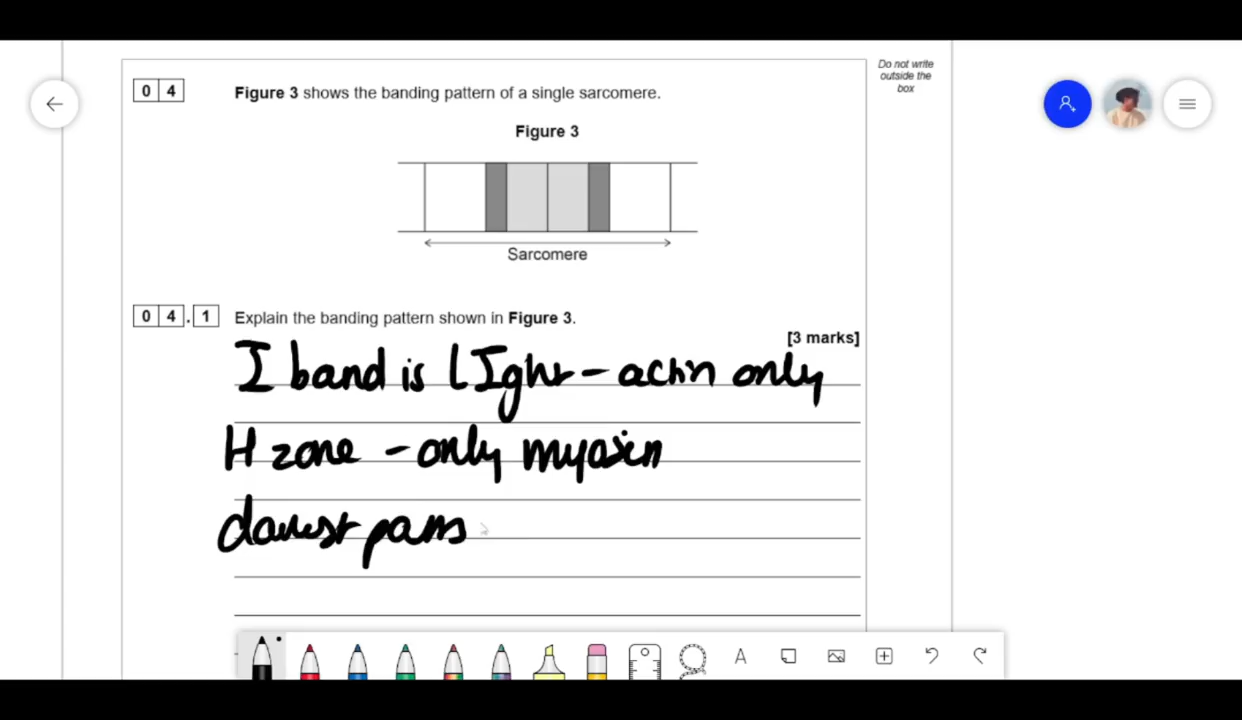 Do not write
outside the
box
0 4 Figure 3 shows the banding pattern of a single sarcomere.
Figure 3
Sarcomere
0 4 . 1 Explain the banding pattern shown in Figure 3.
[3 marks]
I band is lIght - actin only
H zone - only myosin
darkest parts
A